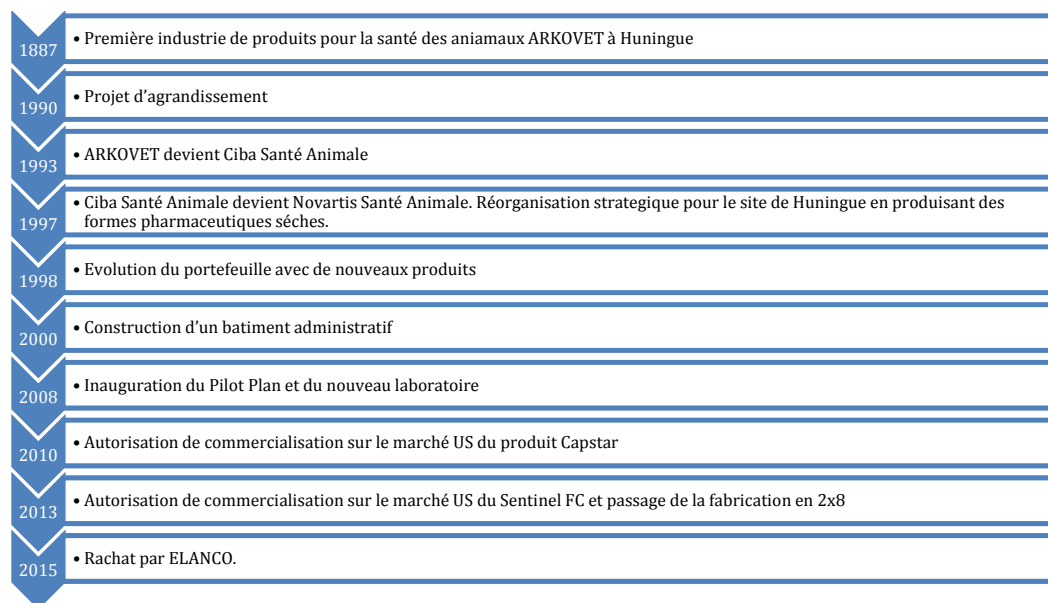 1887
• Première industrie de produits pour la santé des aniamaux ARKOVET à Huningue
1990
• Projet d'agrandissement
1993
• ARKOVET devient Ciba Santé Animale
1997
• Ciba Santé Animale devient Novartis Santé Animale. Réorganisation strategique pour le site de Huningue en produisant des
formes pharmaceutiques séches.
1998
• Evolution du portefeuille avec de nouveaux produits
2000
• Construction d'un batiment administratif
2008
• Inauguration du Pilot Plan et du nouveau laboratoire
2010
• Autorisation de commercialisation sur le marché US du produit Capstar
2013
• Autorisation de commercialisation sur le marché US du Sentinel FC et passage de la fabrication en 2x8
2015
• Rachat par ELANCO.